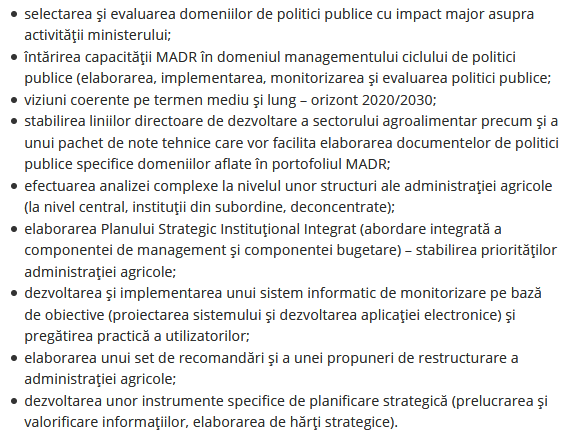 • selectarea şi evaluarea domeniilor de politici publice cu impact major asupra
activităţii ministerului;
• întărirea capacităţii MADR în domeniul managementului ciclului de politici
publice (elaborarea, implementarea, monitorizarea şi evaluarea politici publice;
• viziuni coerente pe termen mediu şi lung – orizont 2020/2030;
• stabilirea liniilor directoare de dezvoltare a sectorului agroalimentar precum şi a
unui pachet de note tehnice care vor facilita elaborarea documentelor de politici
publice specifice domeniilor aflate în portofoliul MADR;
• efectuarea analizei complexe la nivelul unor structuri ale administraţiei agricole
(la nivel central, instituţii din subordine, deconcentrate);
• elaborarea Planului Strategic Instituţional Integrat (abordare integrată a
componentei de management şi componentei bugetare) – stabilirea priorităţilor
administraţiei agricole;
• dezvoltarea şi implementarea unui sistem informatic de monitorizare pe bază
de obiective (proiectarea sistemului şi dezvoltarea aplicaţiei electronice) şi
pregătirea practică a utilizatorilor;
• elaborarea unui set de recomandări şi a unei propuneri de restructurare a
administraţiei agricole;
• dezvoltarea unor instrumente specifice de planificare strategică (prelucrarea şi
valorificare informaţiilor, elaborarea de hărţi strategice).